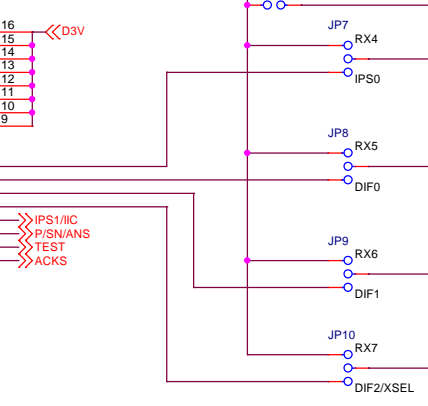 16
D3V
15
14
13
12
11
10
9
IPS1/IIC
P/SN/ANS
TEST
ACKS
JP7
RX4
IPS0
JP8
RX5
DIF0
JP9
RX6
DIF1
JP10
RX7
DIF2/XSEL